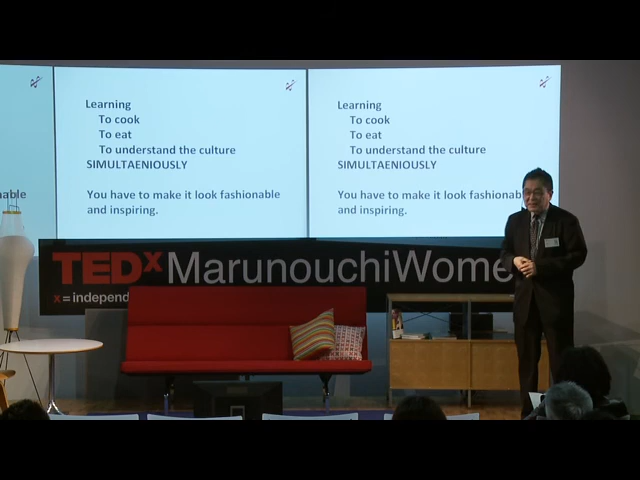 Learning
To cook
To eat
To understand the culture
SIMULTAENIOUSLY
You have to make it look fashionable
and inspiring.
Learning
To cook
To eat
To understand the culture
SIMULTAENIOUSLY
You have to make it look fashionab
and inspiring.
nable
TEDx MarunouchiWome
x = independ